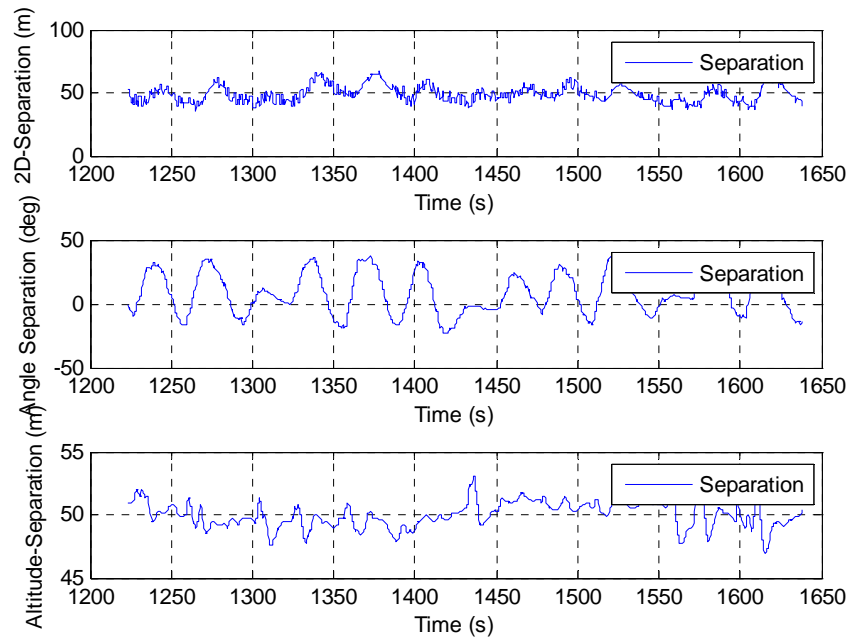 2D-Separation (m)
100
50
0
1200 1250 1300 1350 1400 1450 1500 1550 1600 1650
Time (s)
Separation
Angle Separation (deg)
50
0
-50
1200 1250 1300 1350 1400 1450 1500 1550 1600 1650
Time (s)
Separation
Altitude-Separation (m)
55
50
45
1200 1250 1300 1350 1400 1450 1500 1550 1600 1650
Time (s)
Separation